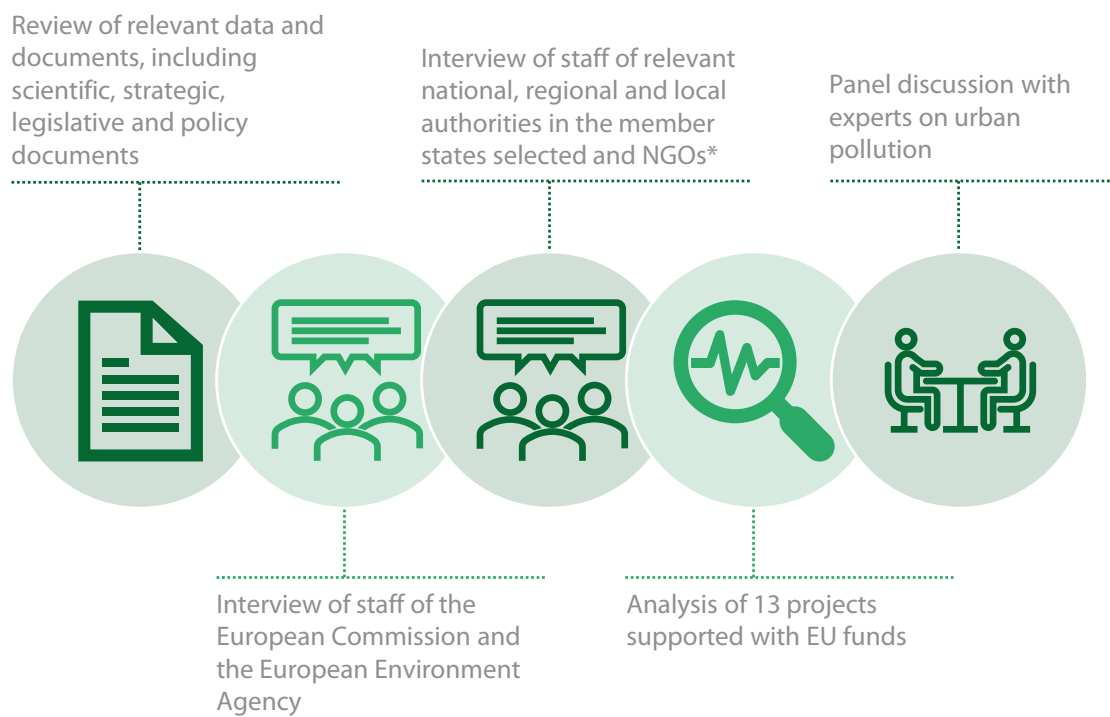 Review of relevant data and
documents, including
scientific, strategic,
legislative and policy
documents
Interview of staff of relevant
national, regional and local
authorities in the member
states selected and NGOs*
Panel discussion with
experts on urban
pollution
Interview of staff of the
European Commission and
the European Environment
Agency
Analysis of 13 projects
supported with EU funds